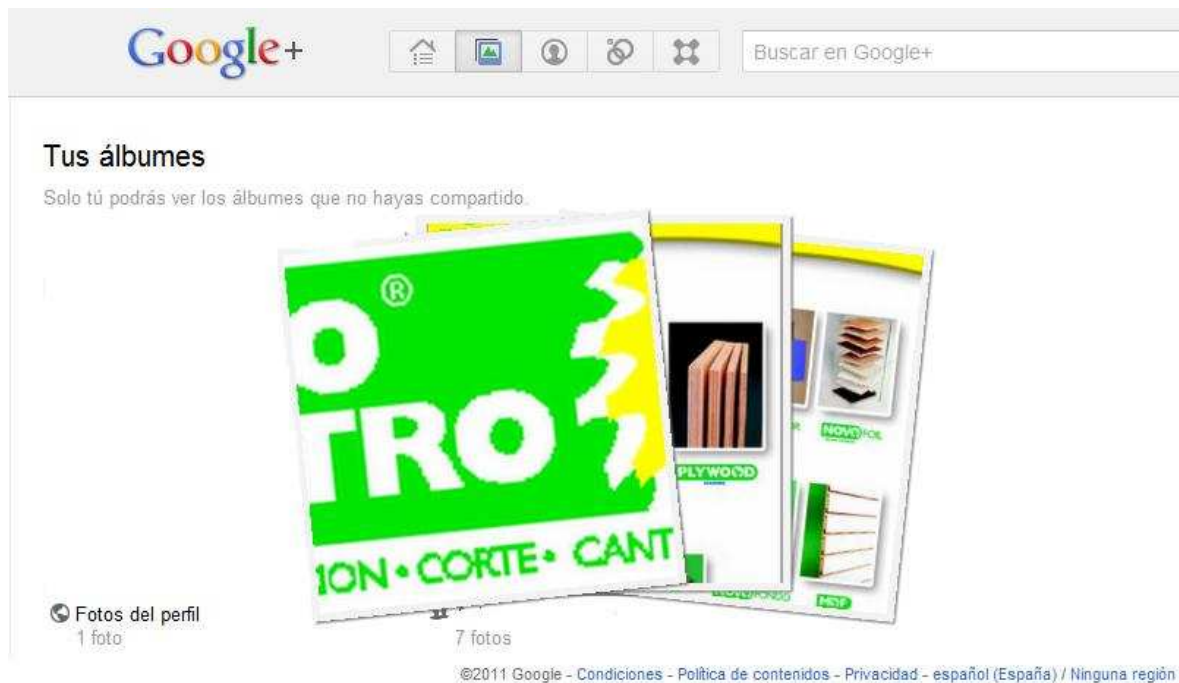 Google+
Buscar en Google+
Tus álbumes
Solo tú podrás ver los álbumes que no hayas compartido.
O®
TRO
ION • CORTE • CANT
PLYWOOD
NOVOFOIL
MDF
Fotos del perfil
1 foto
7 fotos
©2011 Google - Condiciones - Política de contenidos - Privacidad - español (España) / Ninguna región